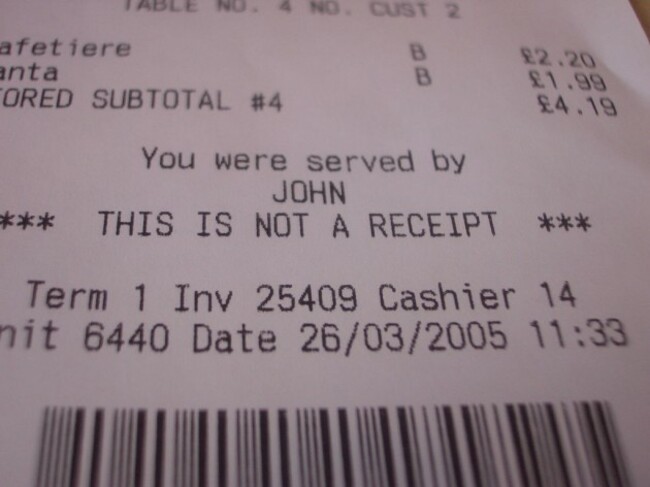 TABLE NO. 4 NO. CUST 2
afetiere B £2.20
anta B £1.99
ORED SUBTOTAL #4 £4.19
You were served by
JOHN
*** THIS IS NOT A RECEIPT ***
Term 1 Inv 25409 Cashier 14
nit 6440 Date 26/03/2005 11:33